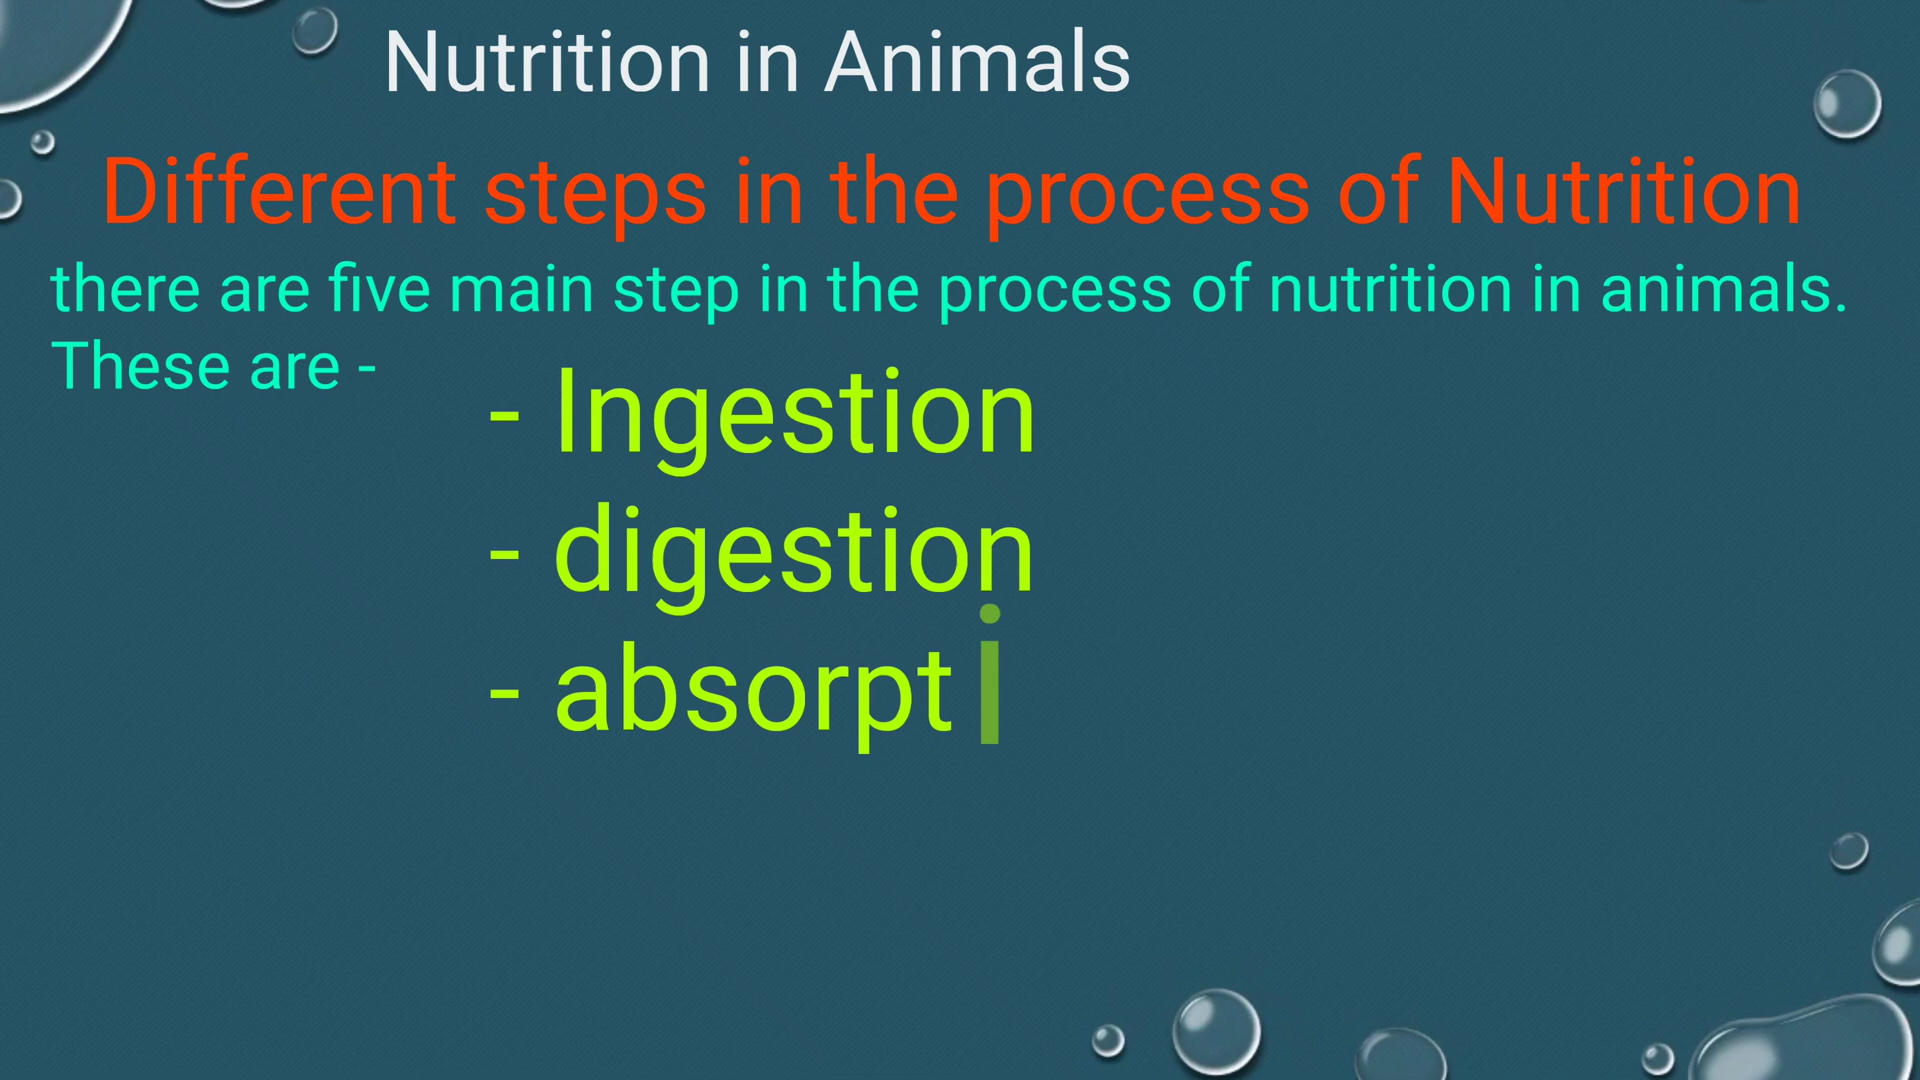 Nutrition in Animals
Different steps in the process of Nutrition
there are five main step in the process of nutrition in animals.
These are -
- Ingestion
- digestion
- absorpti